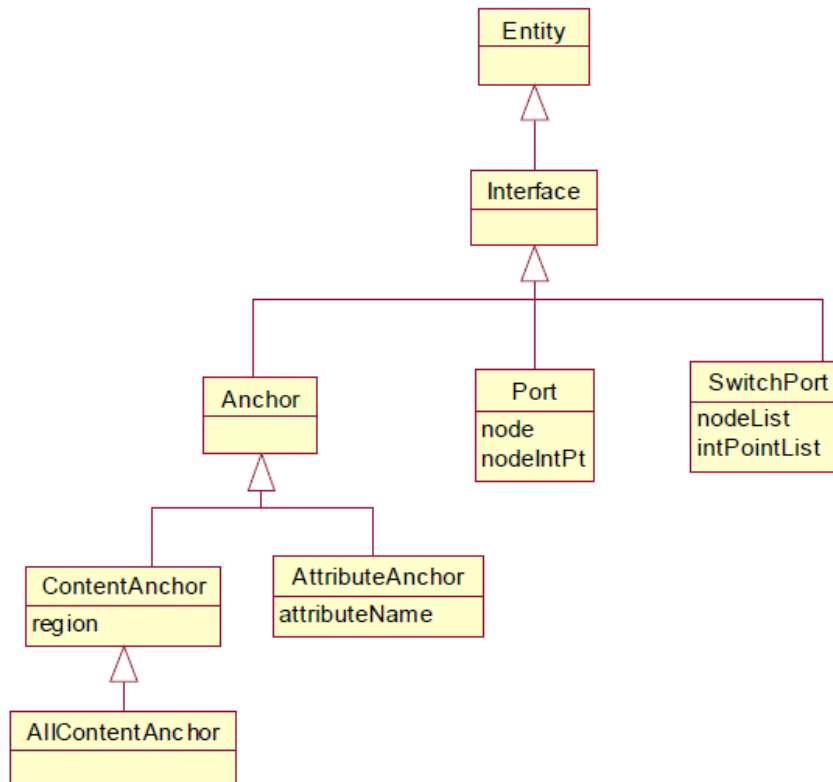 Entity
Interface
Anchor
Port
node
nodeIntPt
SwitchPort
nodeList
intPointList
ContentAnchor
region
AttributeAnchor
attributeName
AllContentAnchor